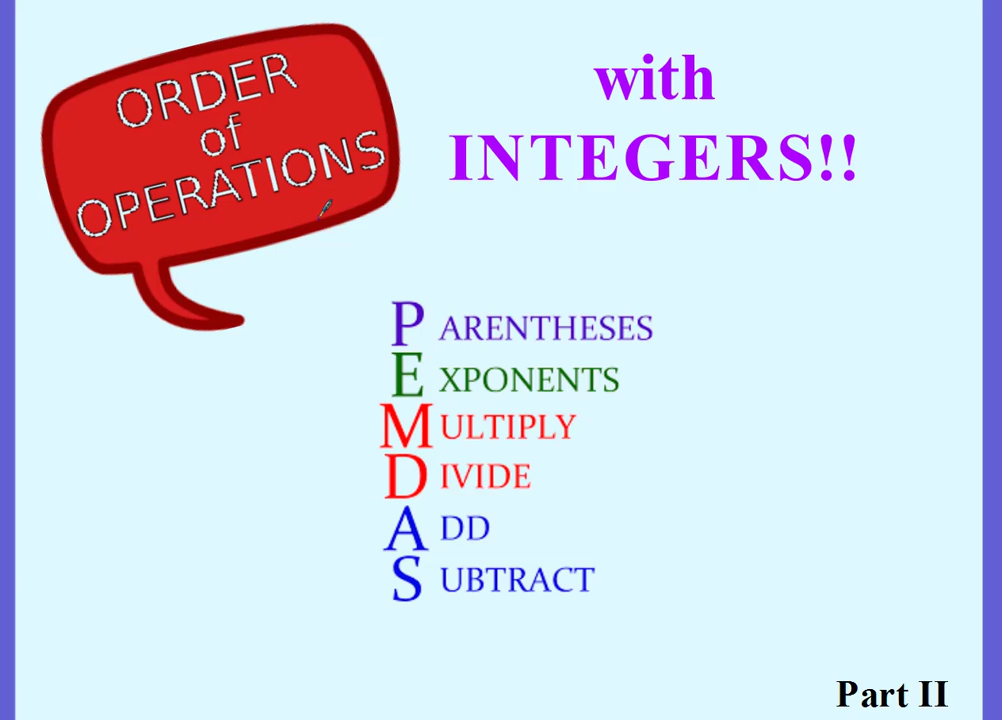 ORDER
of
OPERATIONS
with
INTEGERS!!
PARENTHESES
EXPONENTS
MULTIPLY
DIVIDE
ADD
SUBTRACT
Part II